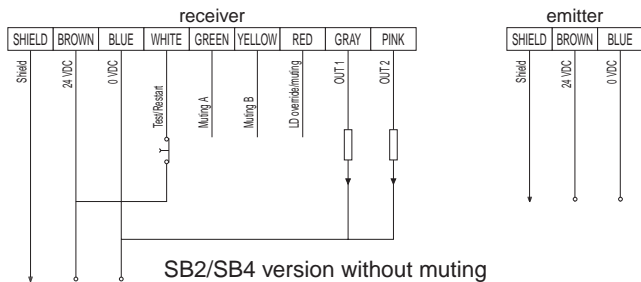 receiver
emitter
SHIELD BROWN BLUE WHITE GREEN YELLOW RED GRAY PINK
SHIELD BROWN BLUE
Shield
24 VDC
0 VDC
Test/Restart
Muting A
Muting B
LD override/muting
OUT 1
OUT 2
Shield
24 VDC
0 VDC
SB2/SB4 version without muting